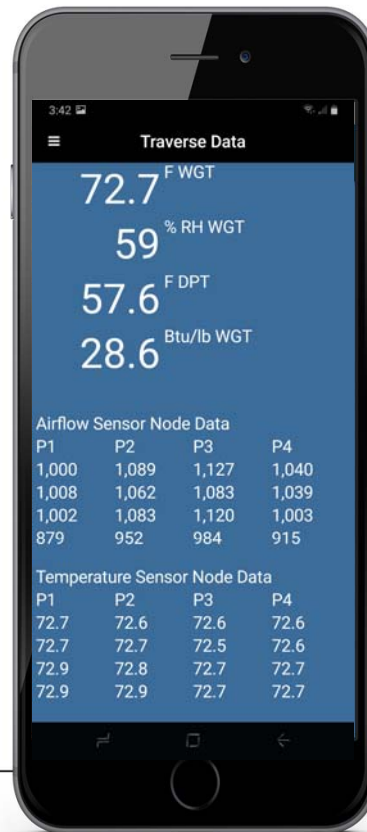 3:42
Traverse Data
72.7 F WGT
59 % RH WGT
57.6 F DPT
28.6 Btu/lb WGT
Airflow Sensor Node Data
P1 P2 P3 P4
1,000 1,089 1,127 1,040
1,008 1,062 1,083 1,039
1,002 1,083 1,120 1,003
879 952 984 915
Temperature Sensor Node Data
P1 P2 P3 P4
72.7 72.6 72.6 72.6
72.7 72.7 72.5 72.6
72.9 72.8 72.7 72.7
72.9 72.9 72.7 72.7